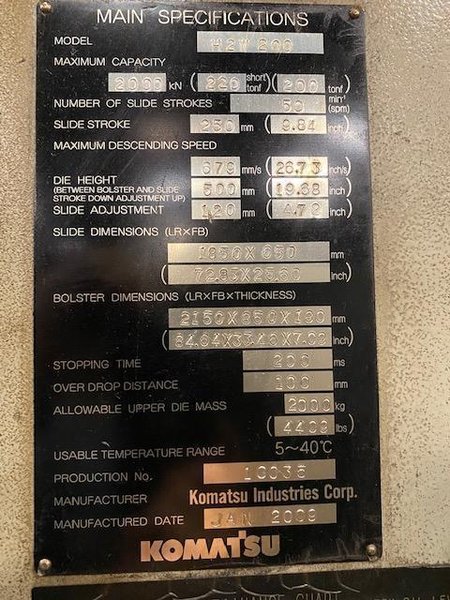 MAIN SPECIFICATIONS
MODEL H2W 200
MAXIMUM CAPACITY
2000 kN (220 short tonf) (200 tonf)
NUMBER OF SLIDE STROKES 50 min⁻¹ (spm)
SLIDE STROKE 250 mm (9.84 inch)
MAXIMUM DESCENDING SPEED
679 mm/s (26.73 inch/s)
DIE HEIGHT 500 mm (19.68 inch)
(BETWEEN BOLSTER AND SLIDE
STROKE DOWN ADJUSTMENT UP)
SLIDE ADJUSTMENT 120 mm (4.72 inch)
SLIDE DIMENSIONS (LR×FB)
1850X650 mm
(72.83X25.60 inch)
BOLSTER DIMENSIONS (LR×FB×THICKNESS)
2150X850X180 mm
(84.64X33.46X7.09 inch)
STOPPING TIME 200 ms
OVER DROP DISTANCE 100 mm
ALLOWABLE UPPER DIE MASS 2000 kg
(4409 lbs)
USABLE TEMPERATURE RANGE 5～40℃
PRODUCTION No. 10036
MANUFACTURER Komatsu Industries Corp.
MANUFACTURED DATE JAN 2009
KOMATSU
CHART